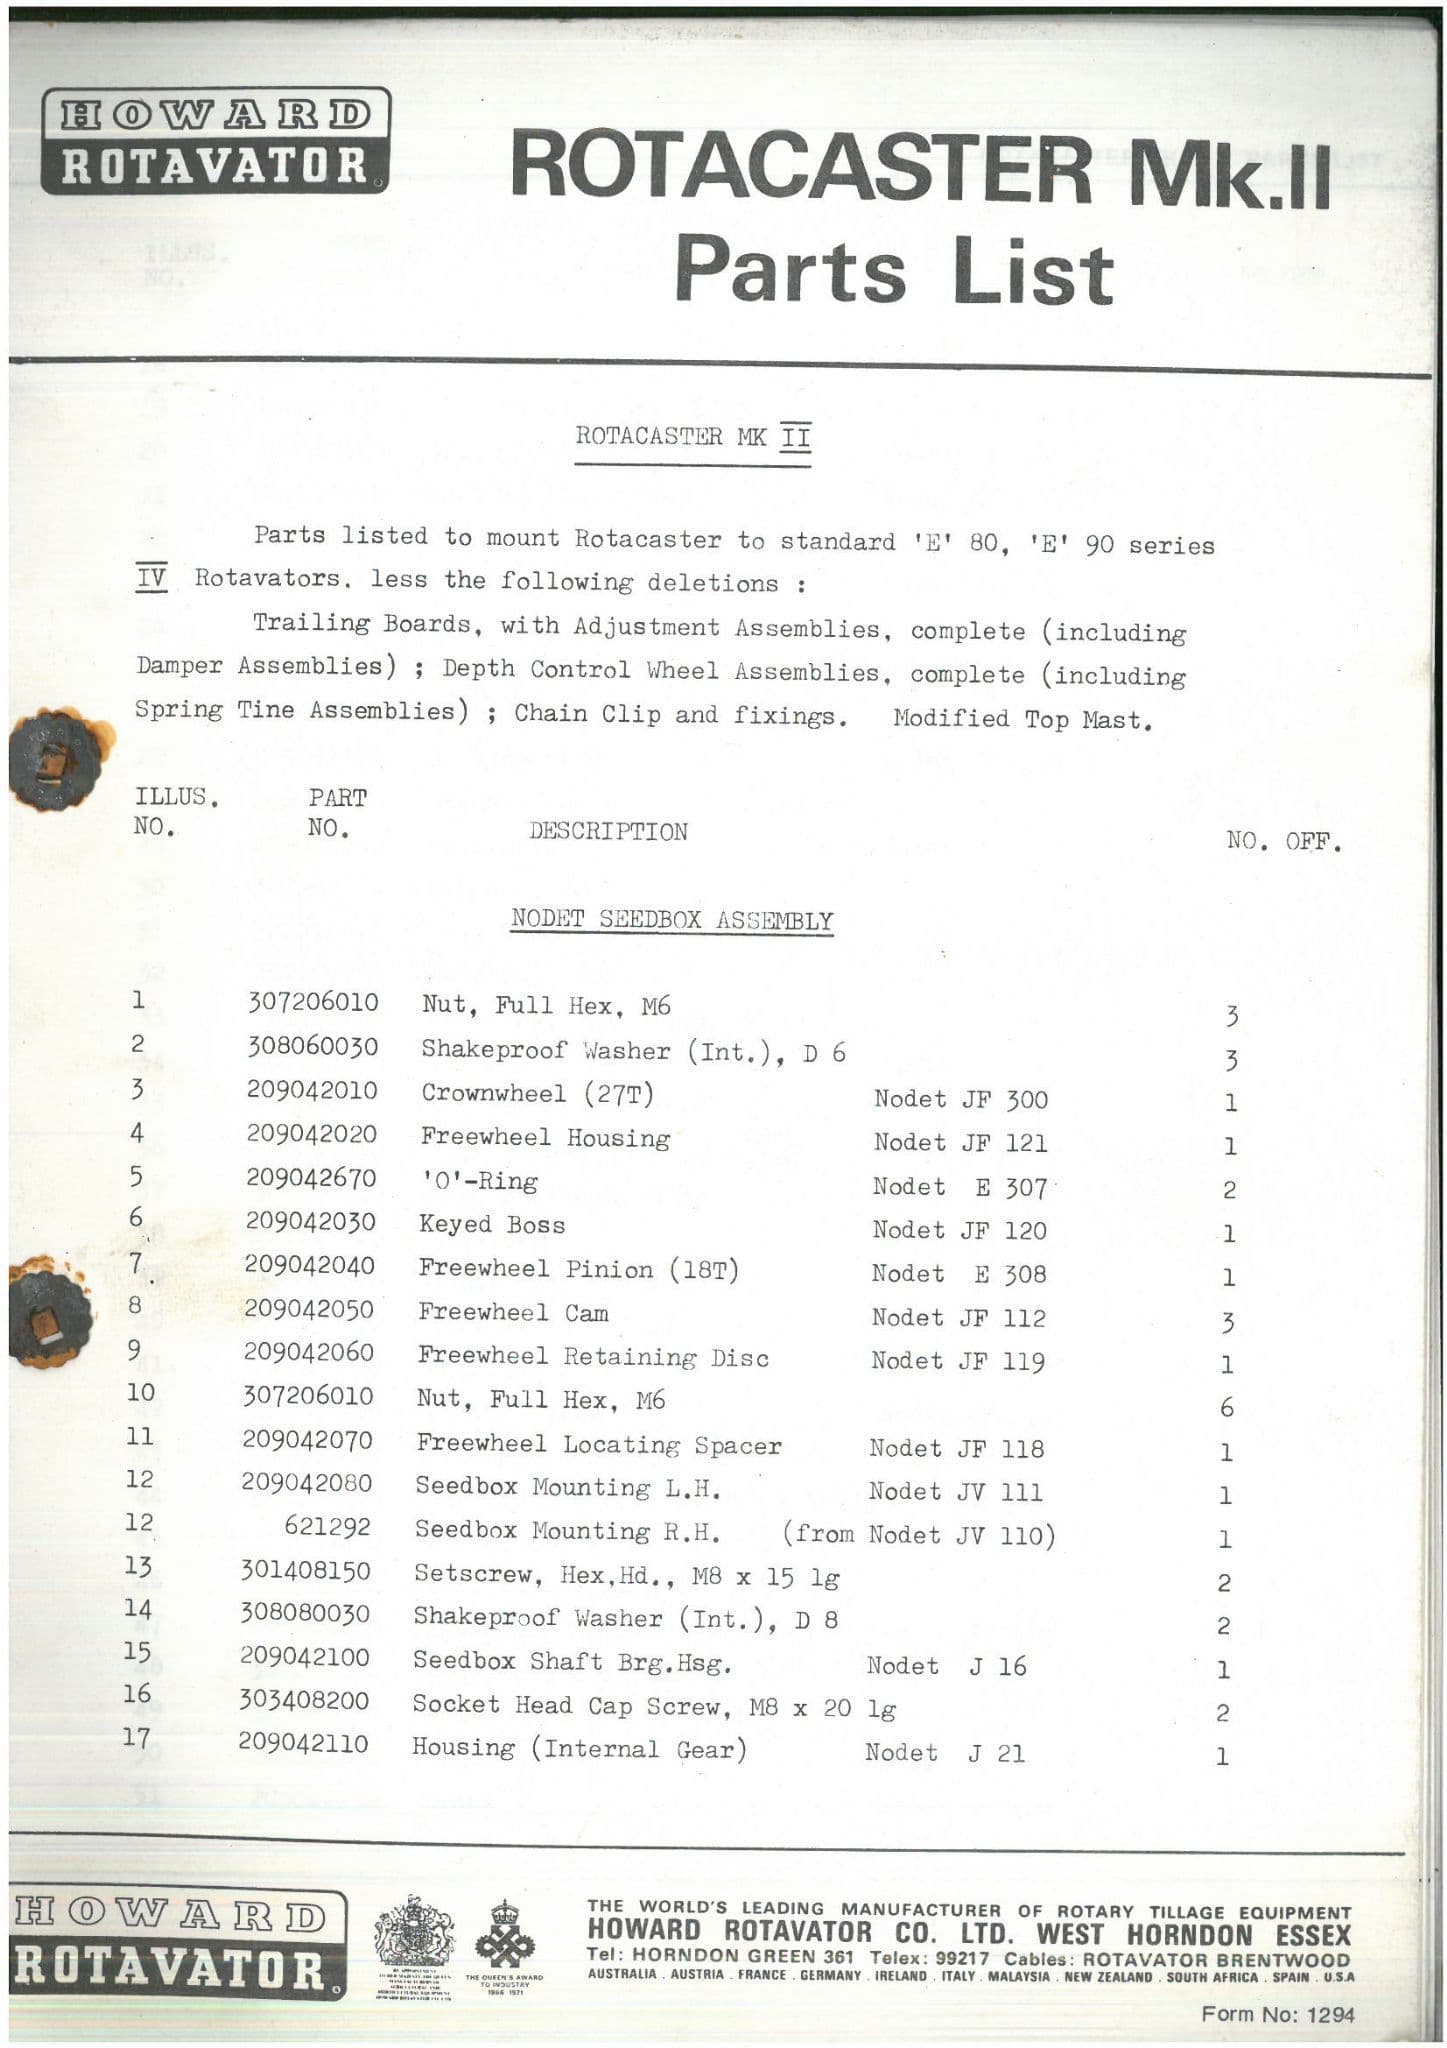 HOWARD
ROTAVATOR
ROTACASTER Mk.II
Parts List
ROTACASTER MK II
Parts listed to mount Rotacaster to standard 'E' 80, 'E' 90 series
IV Rotavators. less the following deletions :
Trailing Boards, with Adjustment Assemblies, complete (including
Damper Assemblies) ; Depth Control Wheel Assemblies, complete (including
Spring Tine Assemblies) ; Chain Clip and fixings. Modified Top Mast.
ILLUS. PART
NO. NO. DESCRIPTION NO. OFF.
NODET SEEDBOX ASSEMBLY
1 307206010 Nut, Full Hex, M6 3
2 308060030 Shakeproof Washer (Int.), D 6 3
3 209042010 Crownwheel (27T) Nodet JF 300 1
4 209042020 Freewheel Housing Nodet JF 121 1
5 209042670 'O'-Ring Nodet E 307 2
6 209042030 Keyed Boss Nodet JF 120 1
7 209042040 Freewheel Pinion (18T) Nodet E 308 1
8 209042050 Freewheel Cam Nodet JF 112 3
9 209042060 Freewheel Retaining Disc Nodet JF 119 1
10 307206010 Nut, Full Hex, M6 6
11 209042070 Freewheel Locating Spacer Nodet JF 118 1
12 209042080 Seedbox Mounting L.H. Nodet JV 111 1
12 621292 Seedbox Mounting R.H. (from Nodet JV 110) 1
13 301408150 Setscrew, Hex,Hd., M8 x 15 lg 2
14 308080030 Shakeproof Washer (Int.), D 8 2
15 209042100 Seedbox Shaft Brg.Hsg. Nodet J 16 1
16 303408200 Socket Head Cap Screw, M8 x 20 lg 2
17 209042110 Housing (Internal Gear) Nodet J 21 1
HOWARD
ROTAVATOR
THE QUEEN'S AWARD
TO INDUSTRY
1966 1971
THE WORLD'S LEADING MANUFACTURER OF ROTARY TILLAGE EQUIPMENT
HOWARD ROTAVATOR CO. LTD. WEST HORNDON ESSEX
Tel: HORNDON GREEN 361 Telex: 99217 Cables: ROTAVATOR BRENTWOOD
AUSTRALIA . AUSTRIA . FRANCE . GERMANY . IRELAND . ITALY . MALAYSIA . NEW ZEALAND . SOUTH AFRICA . SPAIN . U.S.A
Form No: 1294